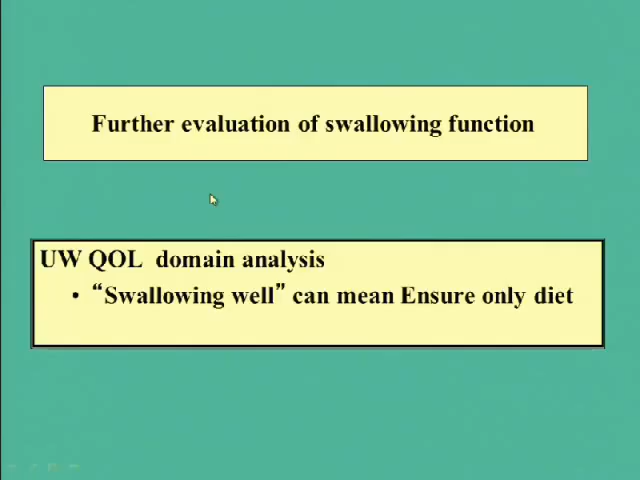 Further evaluation of swallowing function
UW QOL domain analysis
• “Swallowing well” can mean Ensure only diet